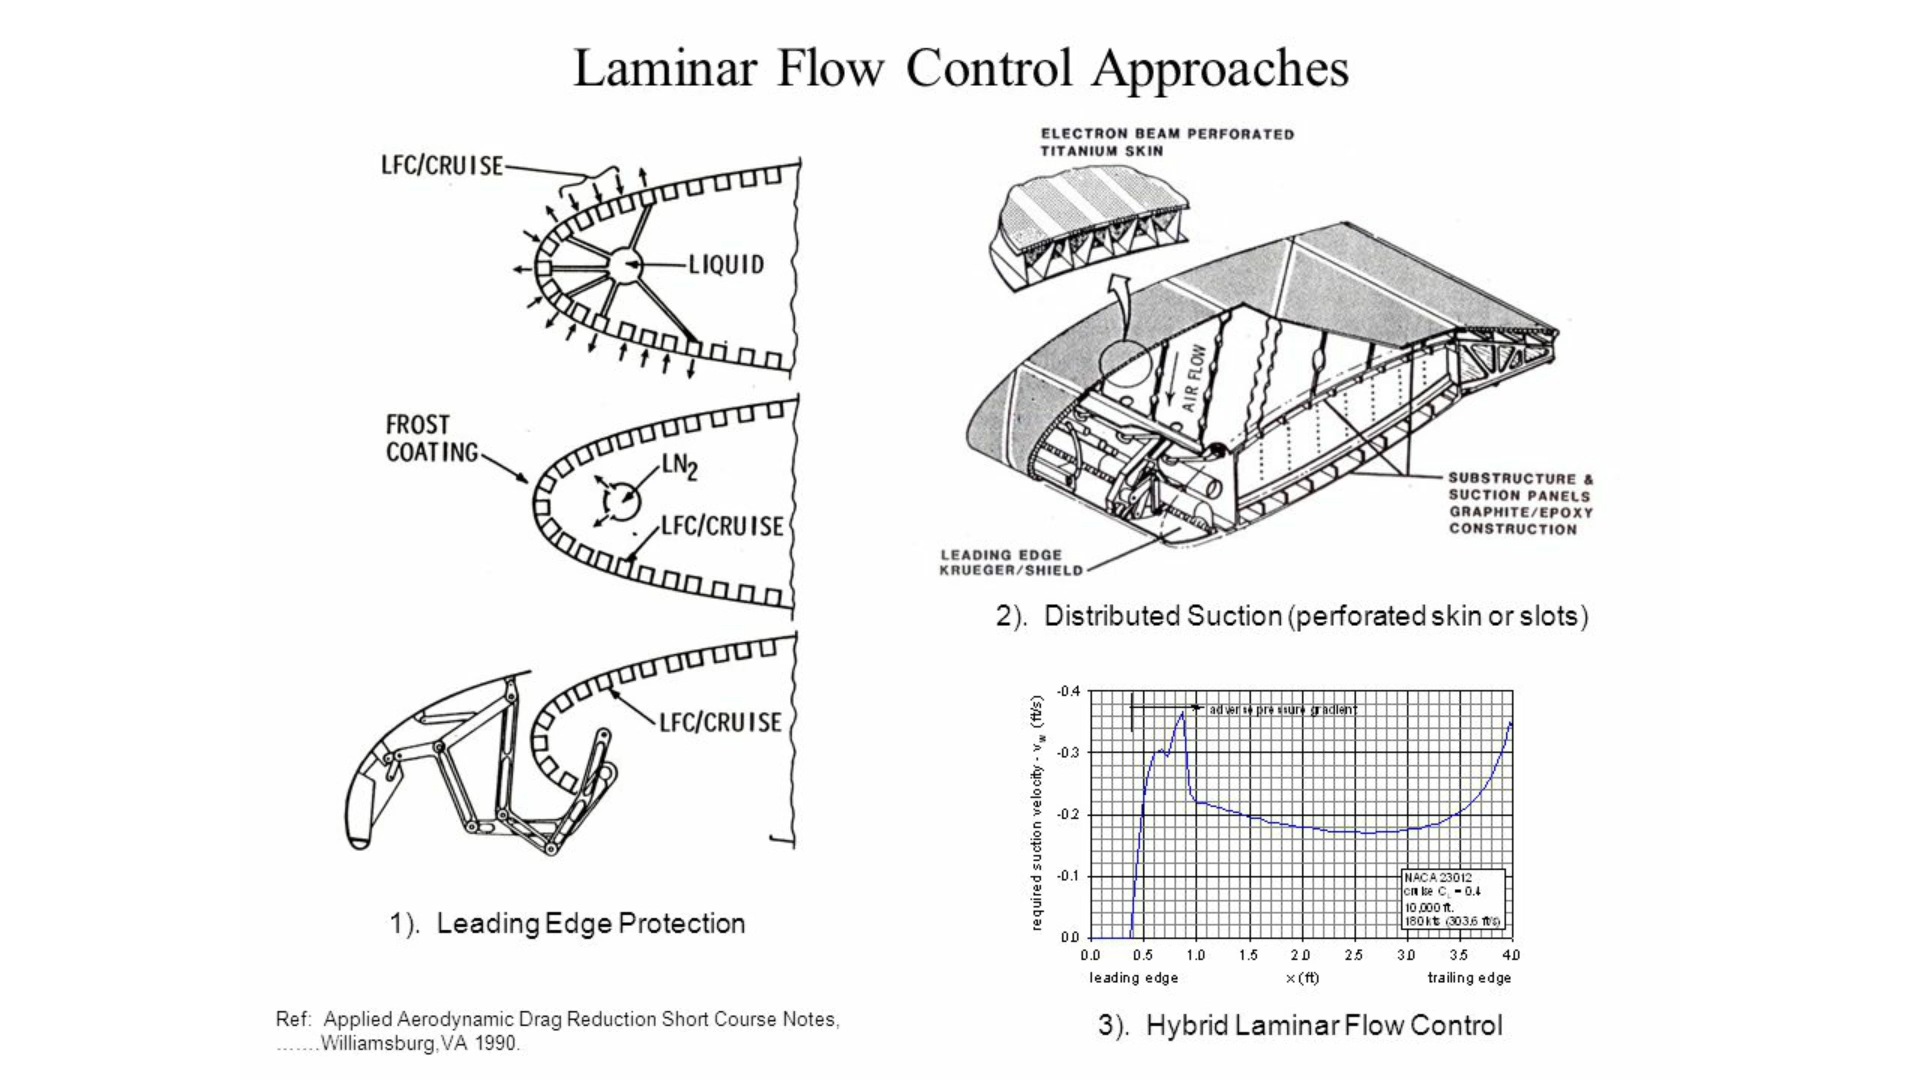 Laminar Flow Control Approaches
LFC/CRUISE
LIQUID
FROST
COATING
LN2
LFC/CRUISE
LFC/CRUISE
1). Leading Edge Protection
ELECTRON BEAM PERFORATED
TITANIUM SKIN
AIR FLOW
SUBSTRUCTURE &
SUCTION PANELS
GRAPHITE/EPOXY
CONSTRUCTION
LEADING EDGE
KRUEGER/SHIELD
2). Distributed Suction (perforated skin or slots)
required suction velocity - vw (ft/s)
-0.4
-0.3
-0.2
-0.1
0.0
adverse pressure gradient
NACA 23012
cruise CL = 0.4
10,000 ft.
180 kts (303.6 ft/s)
0.0 0.5 1.0 1.5 2.0 2.5 3.0 3.5 4.0
leading edge x (ft) trailing edge
3). Hybrid Laminar Flow Control
Ref: Applied Aerodynamic Drag Reduction Short Course Notes,
.......Williamsburg,VA 1990.